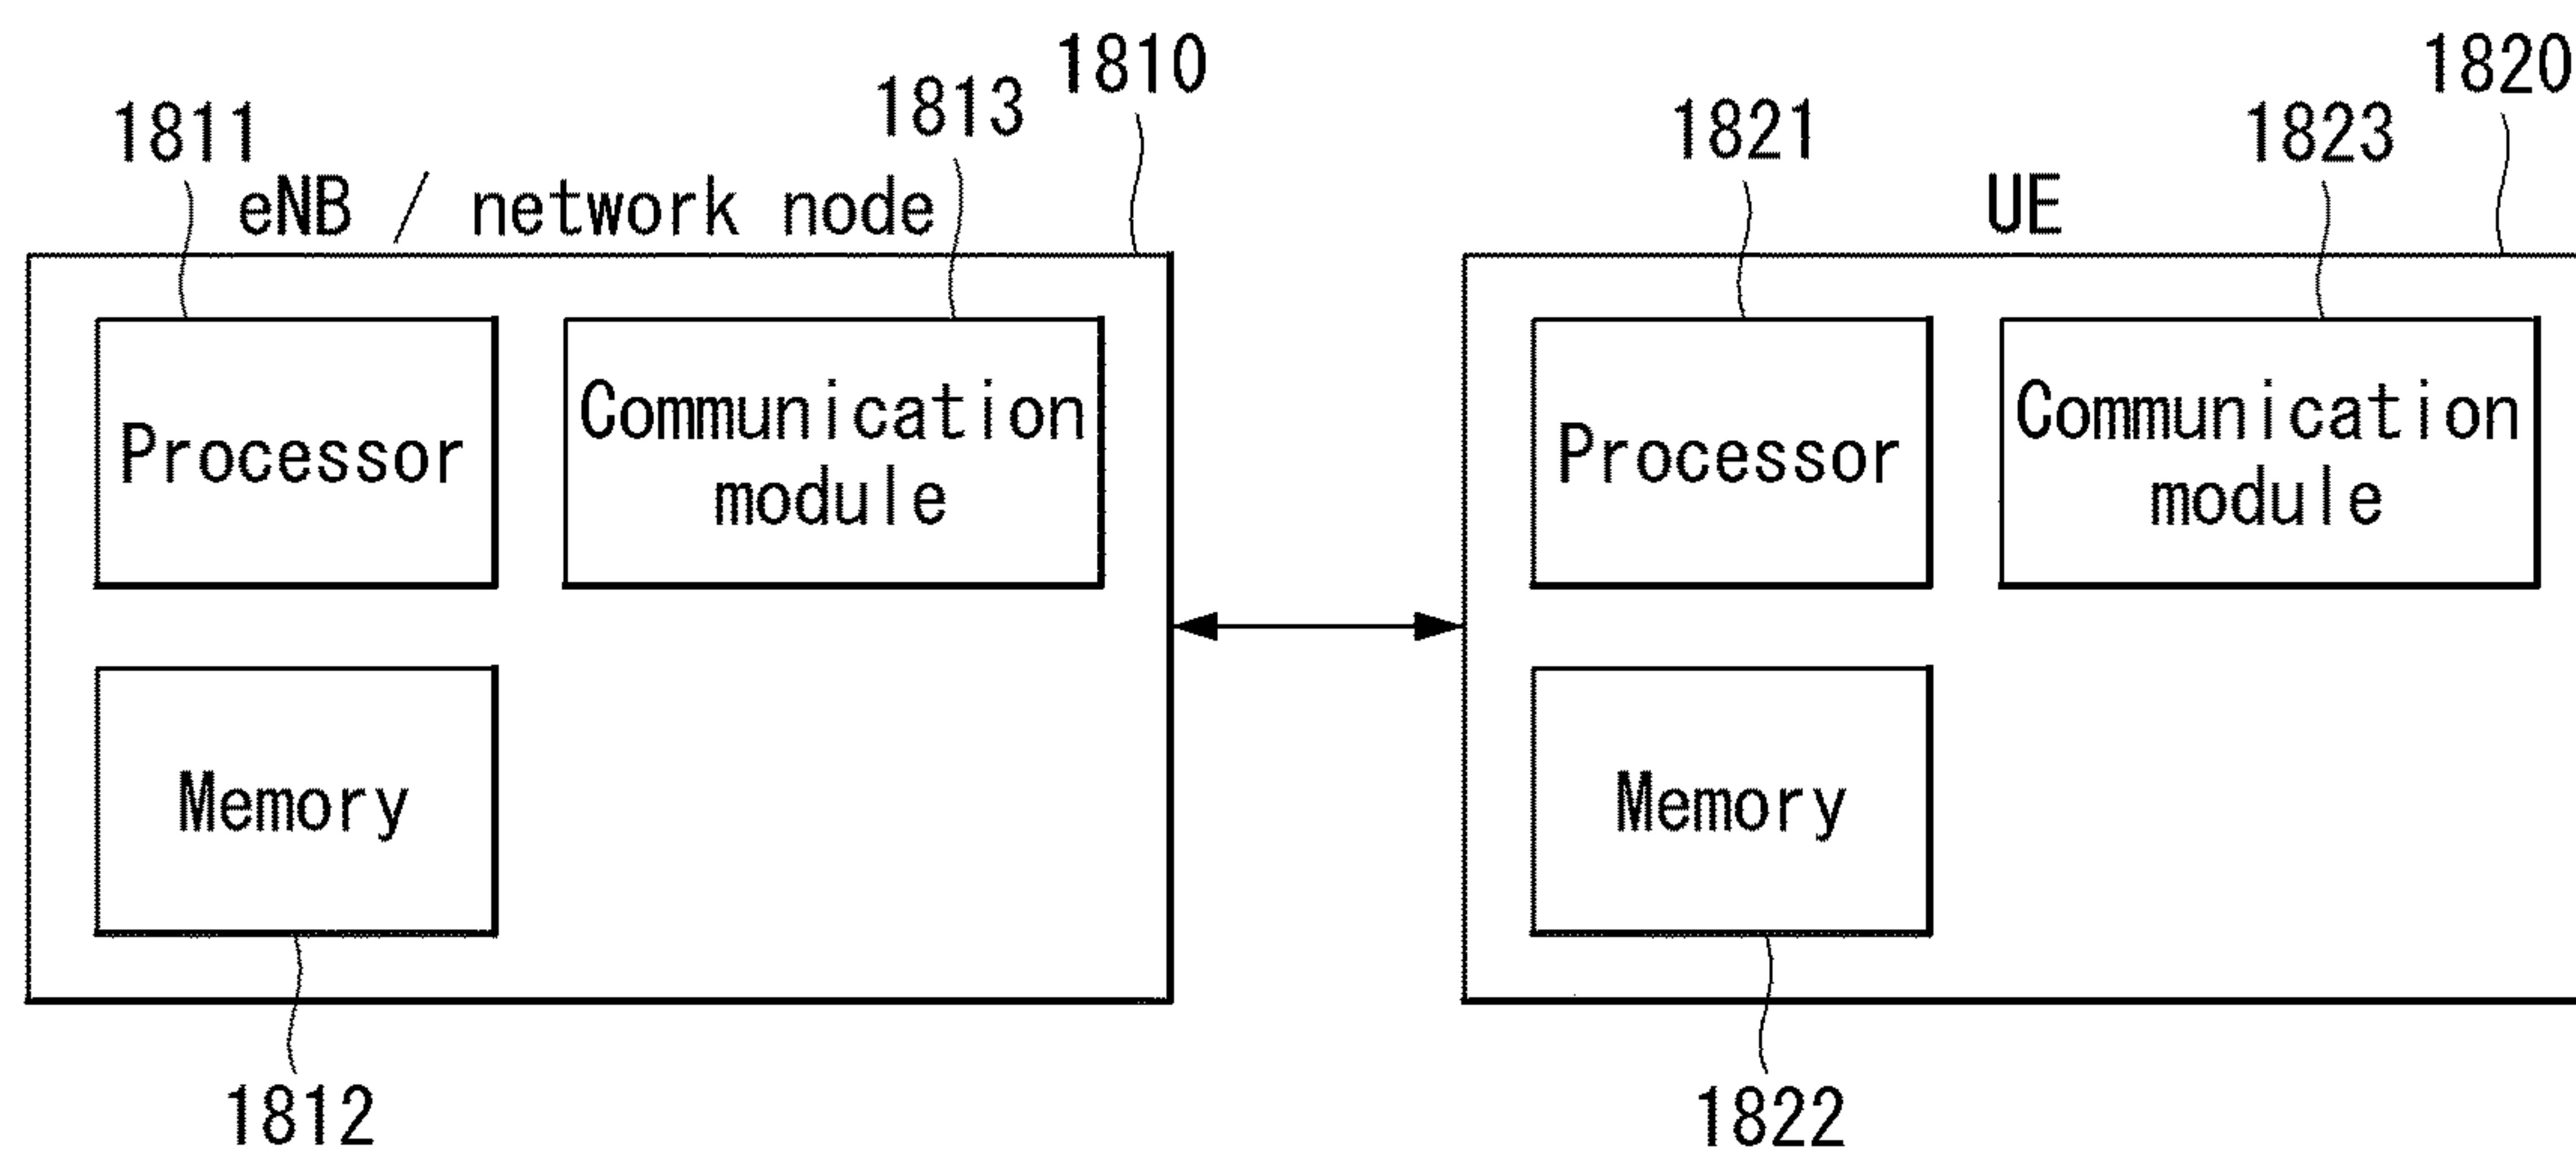 1810
1820
1813
1811
1821
1823
eNB / network node
UE
Processor
Communication
module
Processor
Communication
module
Memory
Memory
1812
1822